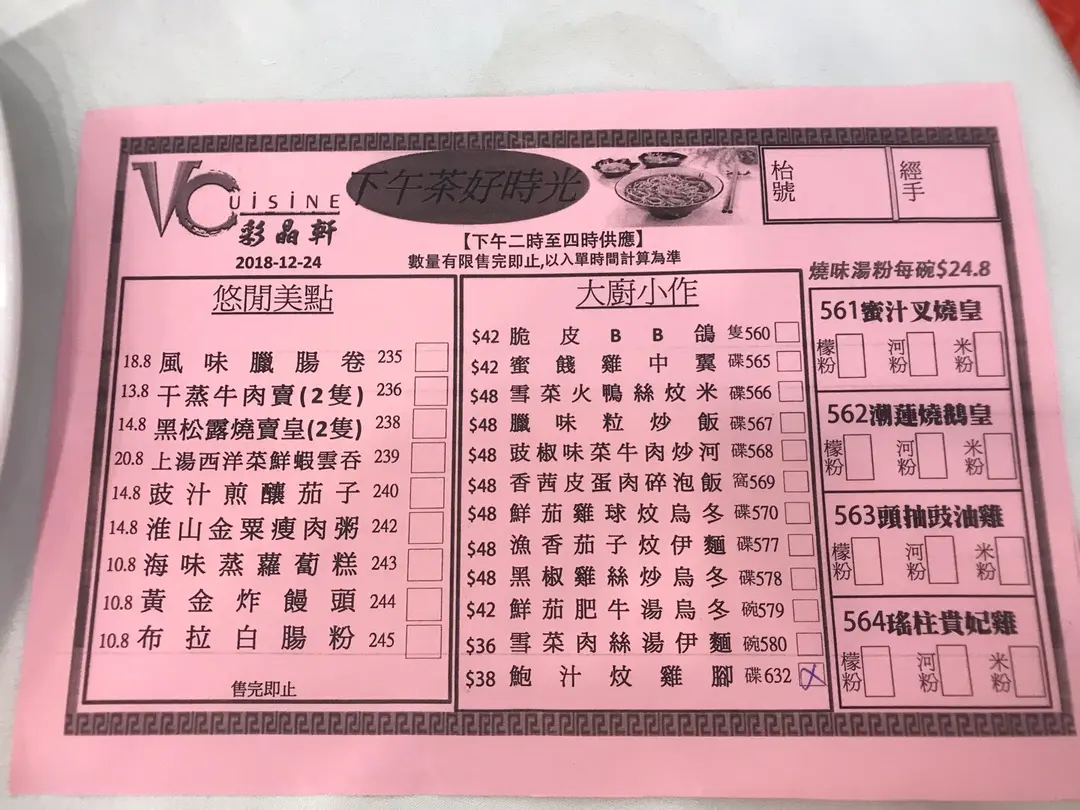 VCUISINE
彩晶軒
2018-12-24
下午茶好時光
【下午二時至四時供應】
數量有限售完即止,以入單時間計算為準
枱號
經手
悠閒美點
18.8 風味臘腸卷 235
13.8 干蒸牛肉賣(2隻) 236
14.8 黑松露燒賣皇(2隻) 238
20.8 上湯西洋菜鮮蝦雲吞 239
14.8 豉汁煎釀茄子 240
14.8 淮山金粟瘦肉粥 242
10.8 海味蒸蘿蔔糕 243
10.8 黃金炸饅頭 244
10.8 布拉白腸粉 245
售完即止
大廚小作
$42 脆皮BB鴿 隻560
$42 蜜餞雞中翼 碟565
$48 雪菜火鴨絲炆米 碟566
$48 臘味粒炒飯 碟567
$48 豉椒味菜牛肉炒河 碟568
$48 香茜皮蛋肉碎泡飯 窩569
$48 鮮茄雞球炆烏冬 碟570
$48 漁香茄子炆伊麵 碟577
$48 黑椒雞絲炒烏冬 碟578
$42 鮮茄肥牛湯烏冬 碗579
$36 雪菜肉絲湯伊麵 碗580
$38 鮑汁炆雞腳 碟632
燒味湯粉每碗$24.8
561蜜汁叉燒皇
檬粉 河粉 米粉
562潮蓮燒鵝皇
檬粉 河粉 米粉
563頭抽豉油雞
檬粉 河粉 米粉
564瑤柱貴妃雞
檬粉 河粉 米粉